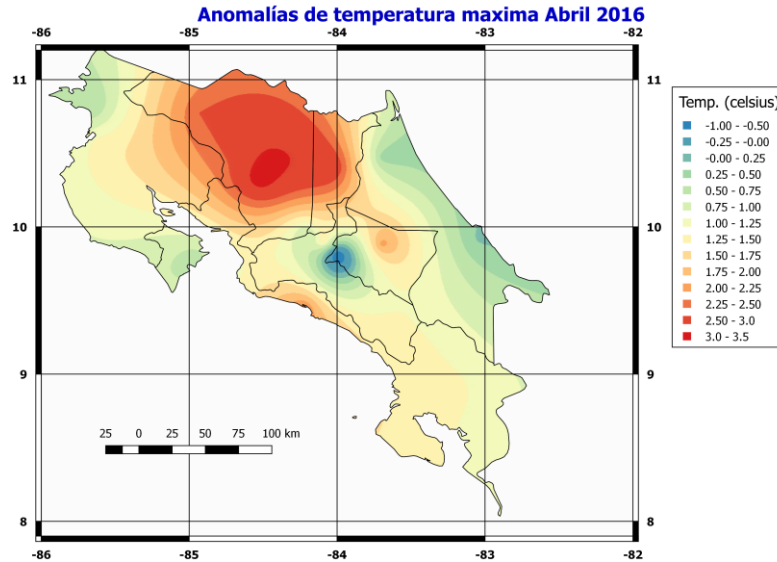 Anomalías de temperatura maxima Abril 2016
-86 -85 -84 -83 -82
11 11
10 10
9 9
8 8
-86 -85 -84 -83 -82
25 0 25 50 75 100 km
Temp. (celsius)
-1.00 - -0.50
-0.25 - -0.00
-0.00 - 0.25
0.25 - 0.50
0.50 - 0.75
0.75 - 1.00
1.00 - 1.25
1.25 - 1.50
1.50 - 1.75
1.75 - 2.00
2.00 - 2.25
2.25 - 2.50
2.50 - 3.0
3.0 - 3.5